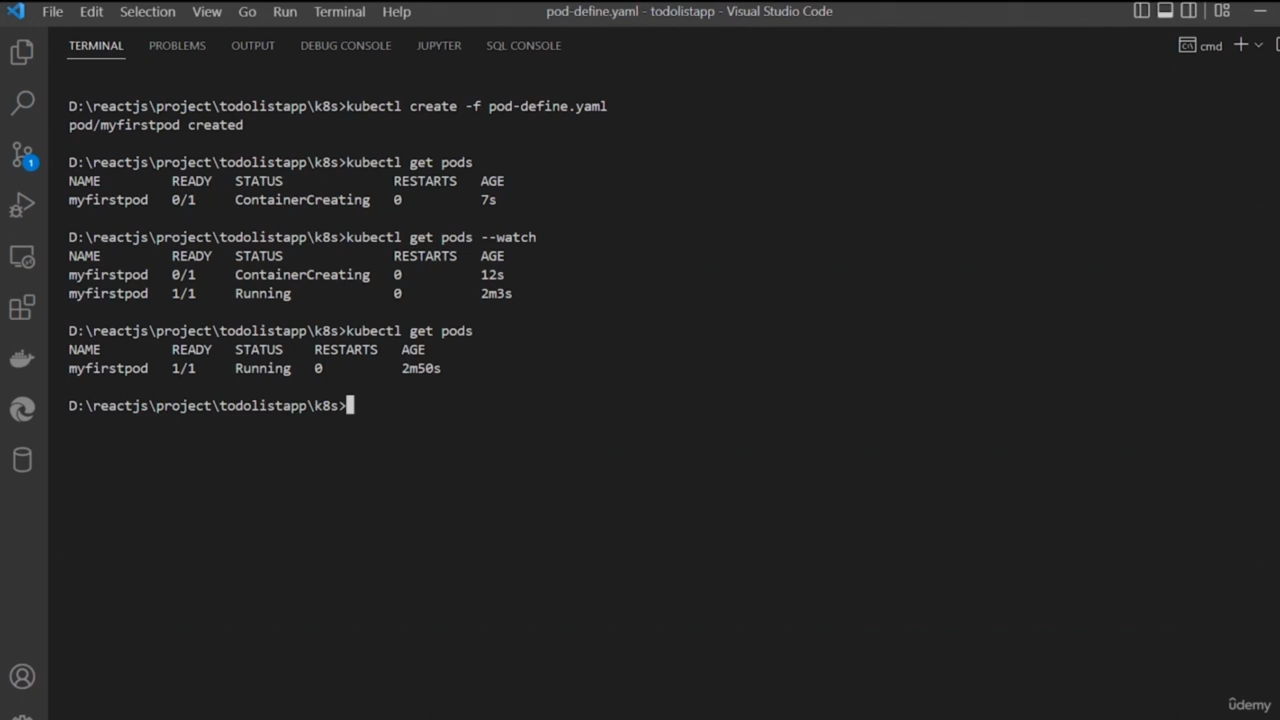 File Edit Selection View Go Run Terminal Help pod-define.yaml - todolistapp - Visual Studio Code
TERMINAL PROBLEMS OUTPUT DEBUG CONSOLE JUPYTER SQL CONSOLE cmd
D:\reactjs\project\todolistapp\k8s>kubectl create -f pod-define.yaml
pod/myfirstpod created
D:\reactjs\project\todolistapp\k8s>kubectl get pods
NAME READY STATUS RESTARTS AGE
myfirstpod 0/1 ContainerCreating 0 7s
D:\reactjs\project\todolistapp\k8s>kubectl get pods --watch
NAME READY STATUS RESTARTS AGE
myfirstpod 0/1 ContainerCreating 0 12s
myfirstpod 1/1 Running 0 2m3s
D:\reactjs\project\todolistapp\k8s>kubectl get pods
NAME READY STATUS RESTARTS AGE
myfirstpod 1/1 Running 0 2m50s
D:\reactjs\project\todolistapp\k8s>
1
ûdemy